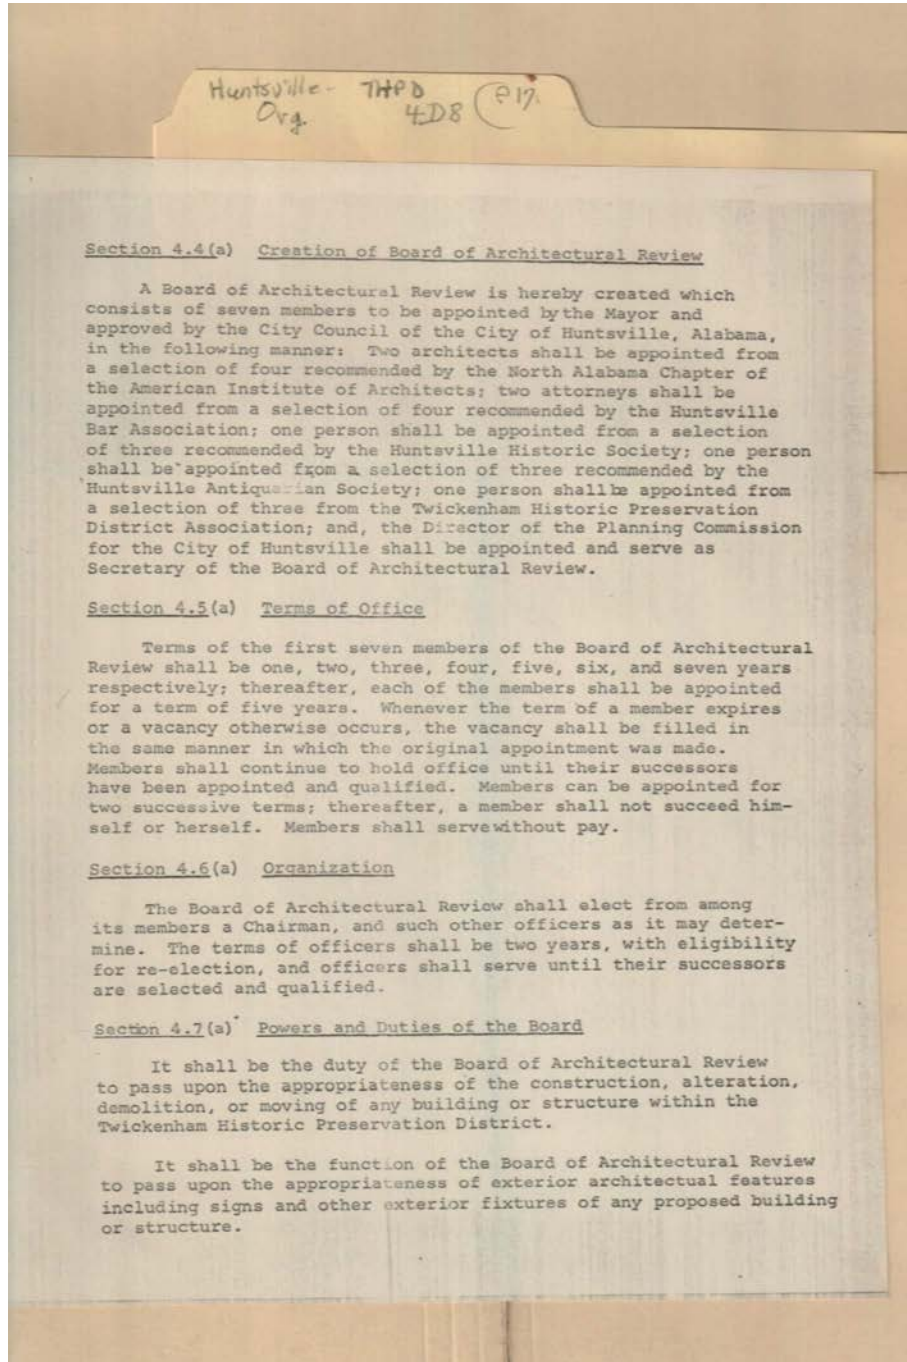 Huntsville - THPD (P 17.
Org. 4D8
Section 4.4(a) Creation of Board of Architectural Review
A Board of Architectural Review is hereby created which
consists of seven members to be appointed by the Mayor and
approved by the City Council of the City of Huntsville, Alabama,
in the following manner: Two architects shall be appointed from
a selection of four recommended by the North Alabama Chapter of
the American Institute of Architects; two attorneys shall be
appointed from a selection of four recommended by the Huntsville
Bar Association; one person shall be appointed from a selection
of three recommended by the Huntsville Historic Society; one person
shall be appointed from a selection of three recommended by the
Huntsville Antiquarian Society; one person shall be appointed from
a selection of three from the Twickenham Historic Preservation
District Association; and, the Director of the Planning Commission
for the City of Huntsville shall be appointed and serve as
Secretary of the Board of Architectural Review.
Section 4.5(a) Terms of Office
Terms of the first seven members of the Board of Architectural
Review shall be one, two, three, four, five, six, and seven years
respectively; thereafter, each of the members shall be appointed
for a term of five years. Whenever the term of a member expires
or a vacancy otherwise occurs, the vacancy shall be filled in
the same manner in which the original appointment was made.
Members shall continue to hold office until their successors
have been appointed and qualified. Members can be appointed for
two successive terms; thereafter, a member shall not succeed him-
self or herself. Members shall serve without pay.
Section 4.6(a) Organization
The Board of Architectural Review shall elect from among
its members a Chairman, and such other officers as it may deter-
mine. The terms of officers shall be two years, with eligibility
for re-election, and officers shall serve until their successors
are selected and qualified.
Section 4.7(a) Powers and Duties of the Board
It shall be the duty of the Board of Architectural Review
to pass upon the appropriateness of the construction, alteration,
demolition, or moving of any building or structure within the
Twickenham Historic Preservation District.
It shall be the function of the Board of Architectural Review
to pass upon the appropriateness of exterior architectual features
including signs and other exterior fixtures of any proposed building
or structure.